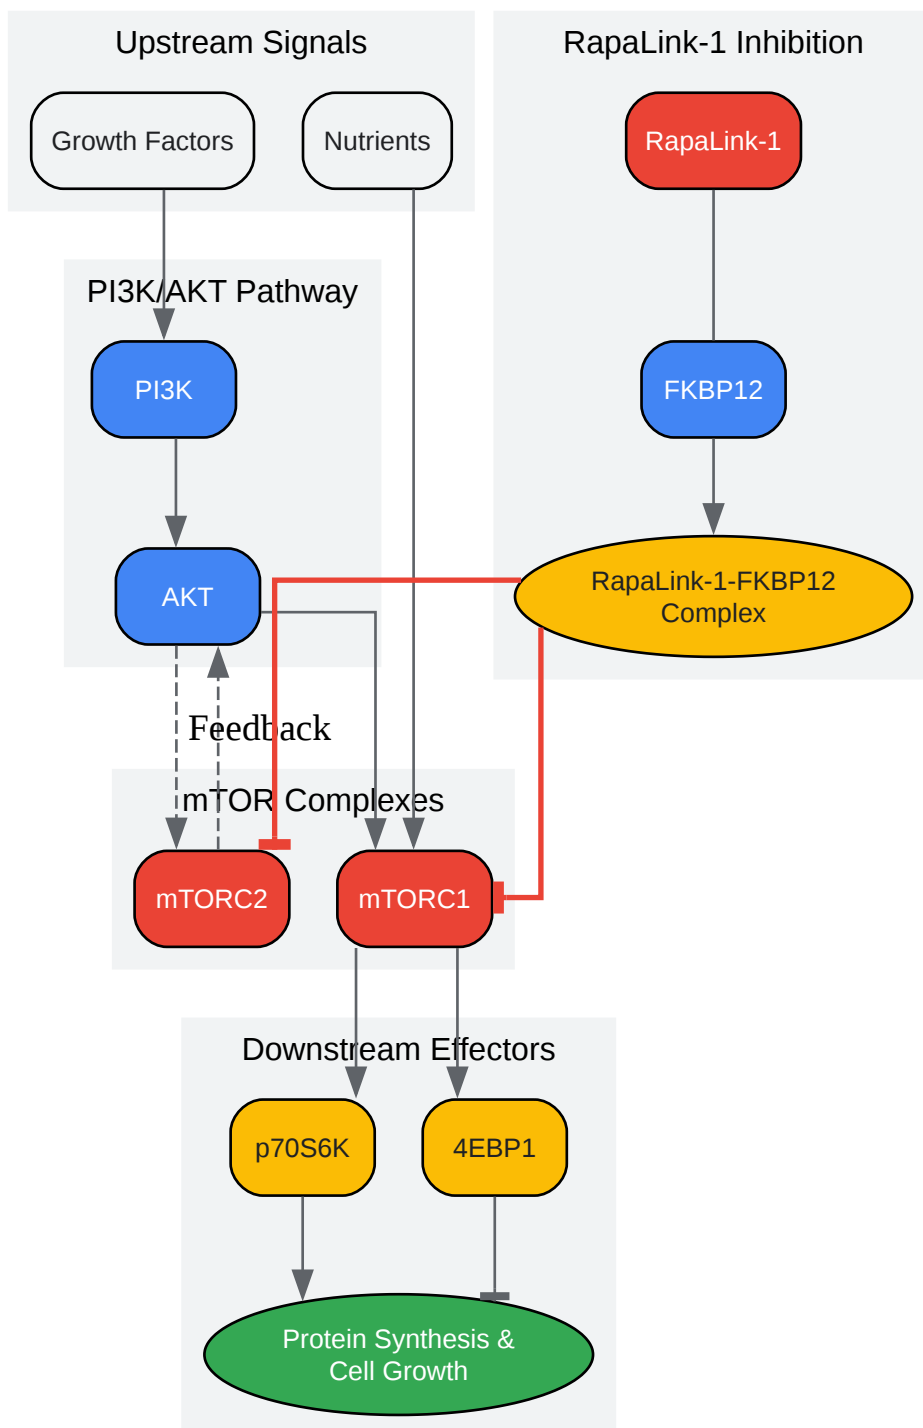 Upstream Signals
RapaLink-1 Inhibition
Growth Factors
Nutrients
RapaLink-1
PI3K/AKT Pathway
PI3K
FKBP12
AKT
RapaLink-1-FKBP12
Complex
Feedback
mTOR Complexes
mTORC2
mTORC1
Downstream Effectors
p70S6K
4EBP1
Protein Synthesis &
Cell Growth